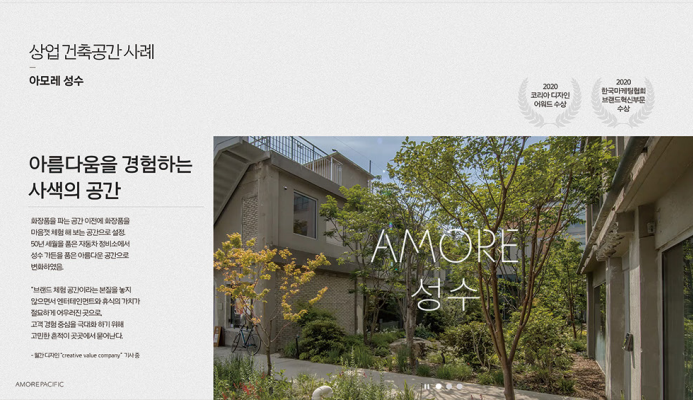 상업 건축공간 사례
아모레 성수
2020
코리아 디자인
어워드 수상
2020
한국마케팅협회
브랜드혁신부문
수상
아름다움을 경험하는
사색의 공간
화장품을 파는 공간 이전에 화장품을
마음껏 체험 해 보는 공간으로 설정.
50년 세월을 품은 자동차 정비소에서
성수 가든을 품은 아름다운 공간으로
변화하였음.
"브랜드 체험 공간이라는 본질을 놓지
않으면서 엔터테인먼트와 휴식의 가치가
절묘하게 어우러진 곳으로,
고객 경험 중심을 극대화 하기 위해
고민한 흔적이 곳곳에서 묻어난다.
- 월간 디자인 "creative value company" 기사 중
AMORE
성수
AMOREPACIFIC